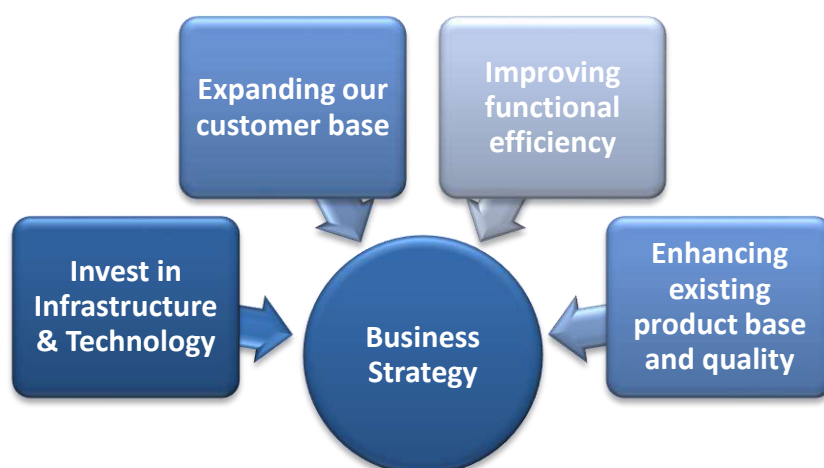 Expanding our
customer base
Improving
functional
efficiency
Invest in
Infrastructure
& Technology
Business
Strategy
Enhancing
existing
product base
and quality